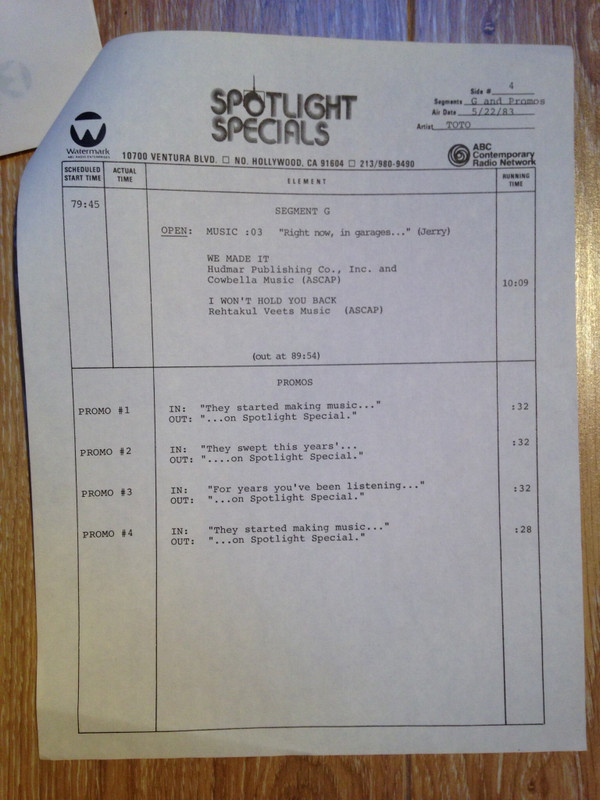 SPOTLIGHT
SPECIALS
Side # 4
Segments G and Promos
Air Date 5/22/83
Artist TOTO
Watermark
ABC RADIO ENTERPRISES
10700 VENTURA BLVD. □ NO. HOLLYWOOD, CA 91604 □ 213/980-9490
ABC
Contemporary
Radio Network
SCHEDULED START TIME
ACTUAL TIME
ELEMENT
RUNNING TIME
79:45
SEGMENT G
OPEN: MUSIC :03 "Right now, in garages..." (Jerry)
WE MADE IT
Hudmar Publishing Co., Inc. and
Cowbella Music (ASCAP)
10:09
I WON'T HOLD YOU BACK
Rehtakul Veets Music (ASCAP)
(out at 89:54)
PROMOS
PROMO #1 IN: "They started making music..." :32
OUT: "...on Spotlight Special."
PROMO #2 IN: "They swept this years'... :32
OUT: "....on Spotlight Special."
PROMO #3 IN: "For years you've been listening..." :32
OUT: "...on Spotlight Special."
PROMO #4 IN: "They started making music..." :28
OUT: "...on Spotlight Special."